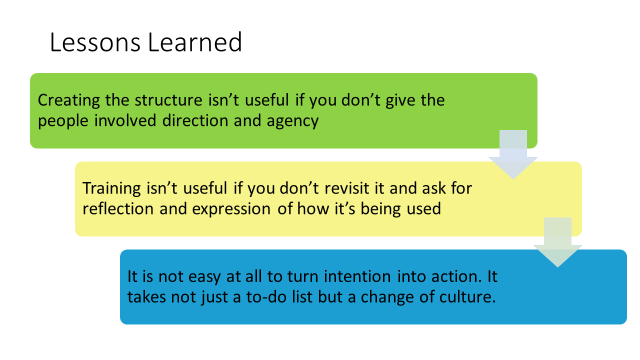 Lessons Learned
Creating the structure isn’t useful if you don’t give the
people involved direction and agency
Training isn’t useful if you don’t revisit it and ask for
reflection and expression of how it’s being used
It is not easy at all to turn intention into action. It
takes not just a to-do list but a change of culture.